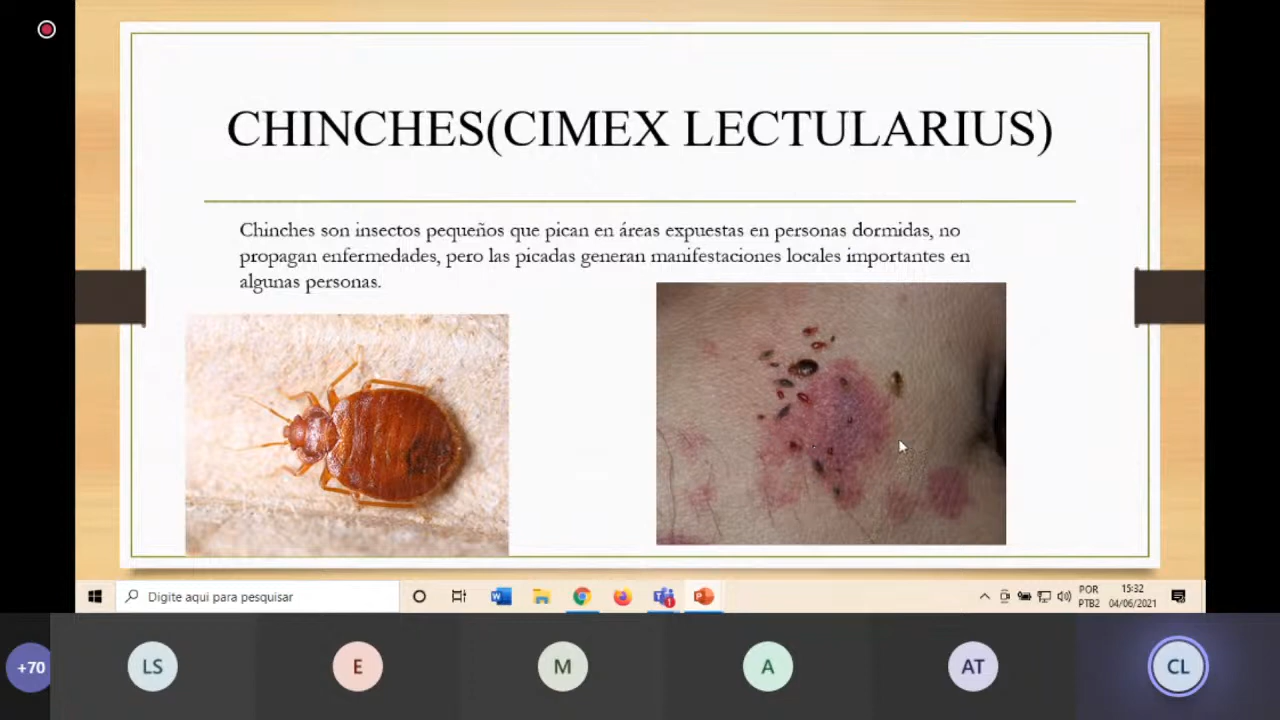 CHINCHES(CIMEX LECTULARIUS)
Chinches son insectos pequeños que pican en áreas expuestas en personas dormidas, no
propagan enfermedades, pero las picadas generan manifestaciones locales importantes en
algunas personas.
Digite aqui para pesquisar
POR
PTB2
15:32
04/06/2021
+70
LS
E
M
A
AT
CL